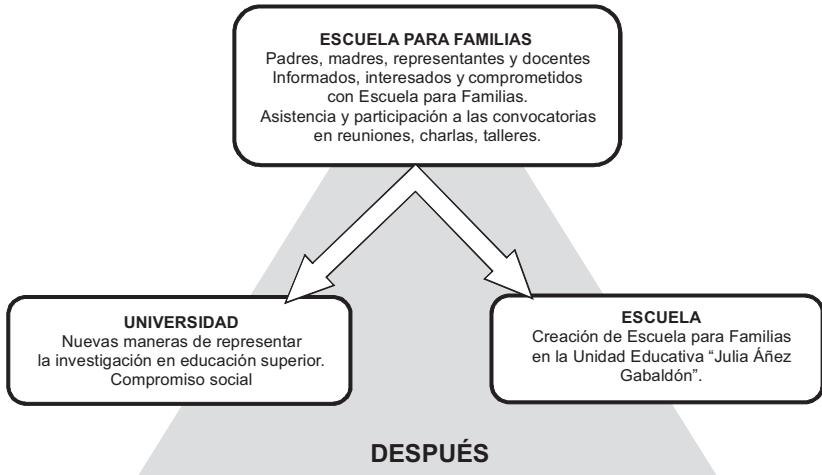 ESCUELA PARA FAMILIAS
Padres, madres, representantes y docentes
Informados, interesados y comprometidos
con Escuela para Familias.
Asistencia y participación a las convocatorias
en reuniones, charlas, talleres.
UNIVERSIDAD
Nuevas maneras de representar
la investigación en educación superior.
Compromiso social
ESCUELA
Creación de Escuela para Familias
en la Unidad Educativa “Julia Áñez
Gabaldón”.
DESPUÉS